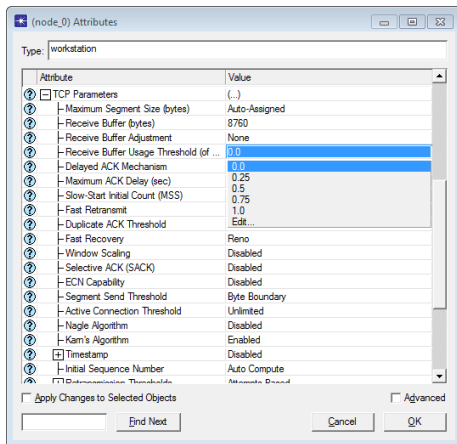 (node_0) Attributes
Type: workstation
Attribute Value
TCP Parameters (...)
Maximum Segment Size (bytes) Auto-Assigned
Receive Buffer (bytes) 8760
Receive Buffer Adjustment None
Receive Buffer Usage Threshold (of ... 0.0
Delayed ACK Mechanism 0.0
Maximum ACK Delay (sec) 0.25
Slow-Start Initial Count (MSS) 0.5
Fast Retransmit 0.75
Duplicate ACK Threshold 1.0
Edit...
Fast Recovery Reno
Window Scaling Disabled
Selective ACK (SACK) Disabled
ECN Capability Disabled
Segment Send Threshold Byte Boundary
Active Connection Threshold Unlimited
Nagle Algorithm Disabled
Karn's Algorithm Enabled
Timestamp Disabled
Initial Sequence Number Auto Compute
Retransmission Thresholds Attempts Based
Apply Changes to Selected Objects Advanced
Find Next Cancel OK